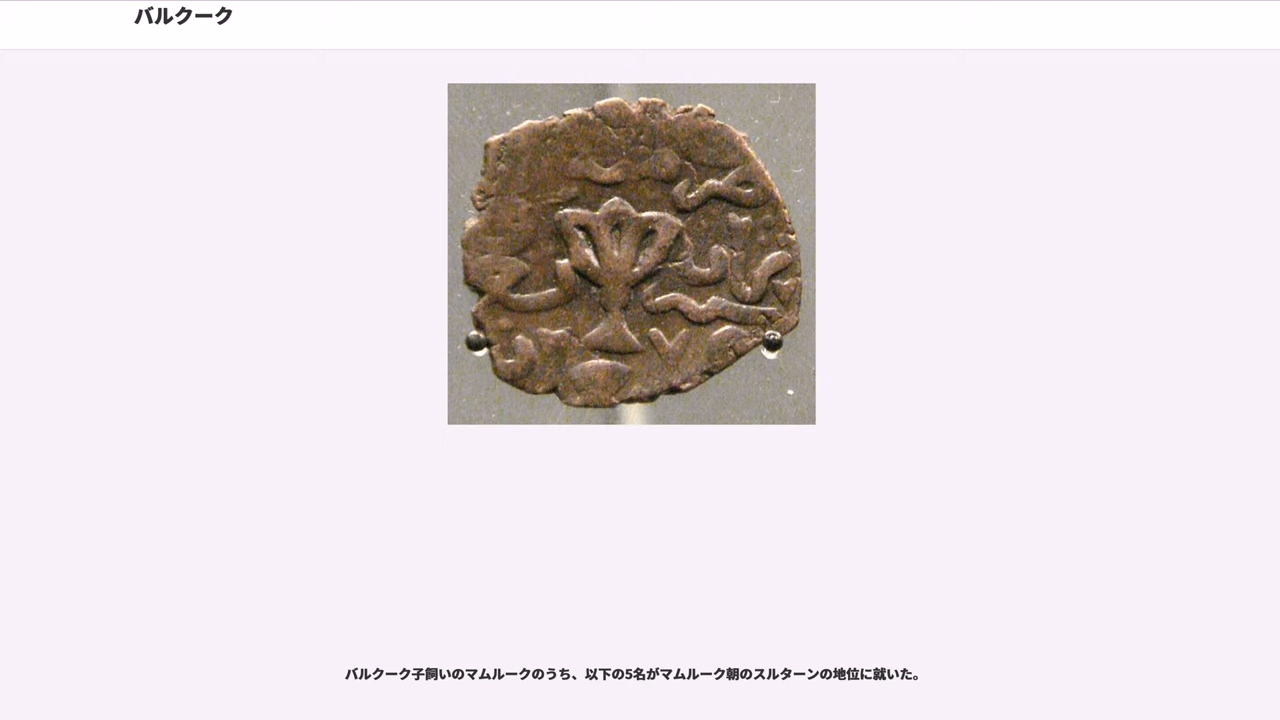 バルクーク
バルクーク子飼いのマムルークのうち、以下の5名がマムルーク朝のスルターンの地位に就いた。